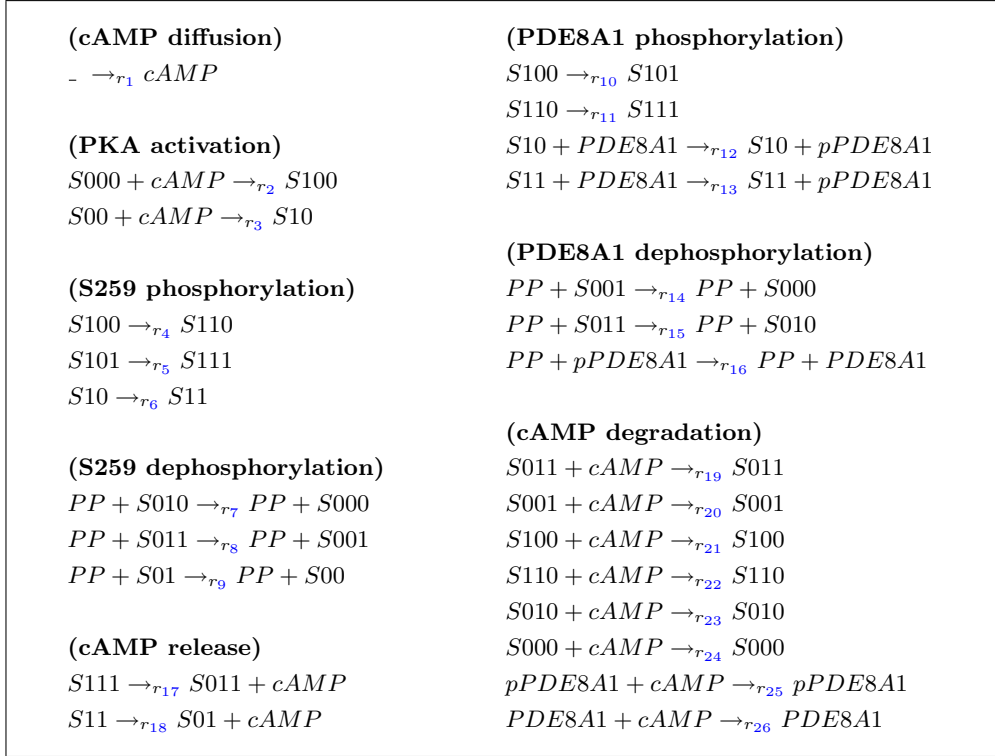 (cAMP diffusion)
_ →r1 cAMP
(PKA activation)
S000 + cAMP →r2 S100
S00 + cAMP →r3 S10
(S259 phosphorylation)
S100 →r4 S110
S101 →r5 S111
S10 →r6 S11
(S259 dephosphorylation)
PP + S010 →r7 PP + S000
PP + S011 →r8 PP + S001
PP + S01 →r9 PP + S00
(cAMP release)
S111 →r17 S011 + cAMP
S11 →r18 S01 + cAMP
(PDE8A1 phosphorylation)
S100 →r10 S101
S110 →r11 S111
S10 + PDE8A1 →r12 S10 + pPDE8A1
S11 + PDE8A1 →r13 S11 + pPDE8A1
(PDE8A1 dephosphorylation)
PP + S001 →r14 PP + S000
PP + S011 →r15 PP + S010
PP + pPDE8A1 →r16 PP + PDE8A1
(cAMP degradation)
S011 + cAMP →r19 S011
S001 + cAMP →r20 S001
S100 + cAMP →r21 S100
S110 + cAMP →r22 S110
S010 + cAMP →r23 S010
S000 + cAMP →r24 S000
pPDE8A1 + cAMP →r25 pPDE8A1
PDE8A1 + cAMP →r26 PDE8A1